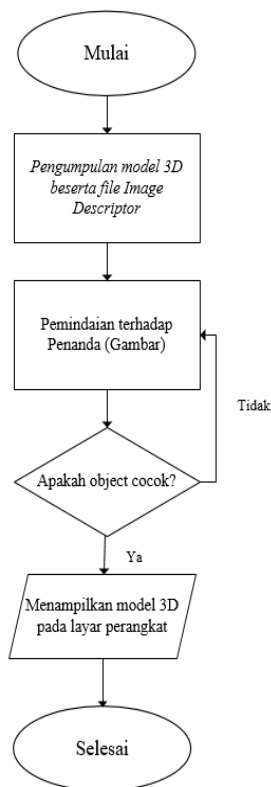 Mulai
Pengumpulan model 3D
beserta file Image
Descriptor
Pemindaian terhadap
Penanda (Gambar)
Tidak
Apakah object cocok?
Ya
Menampilkan model 3D
pada layar perangkat
Selesai